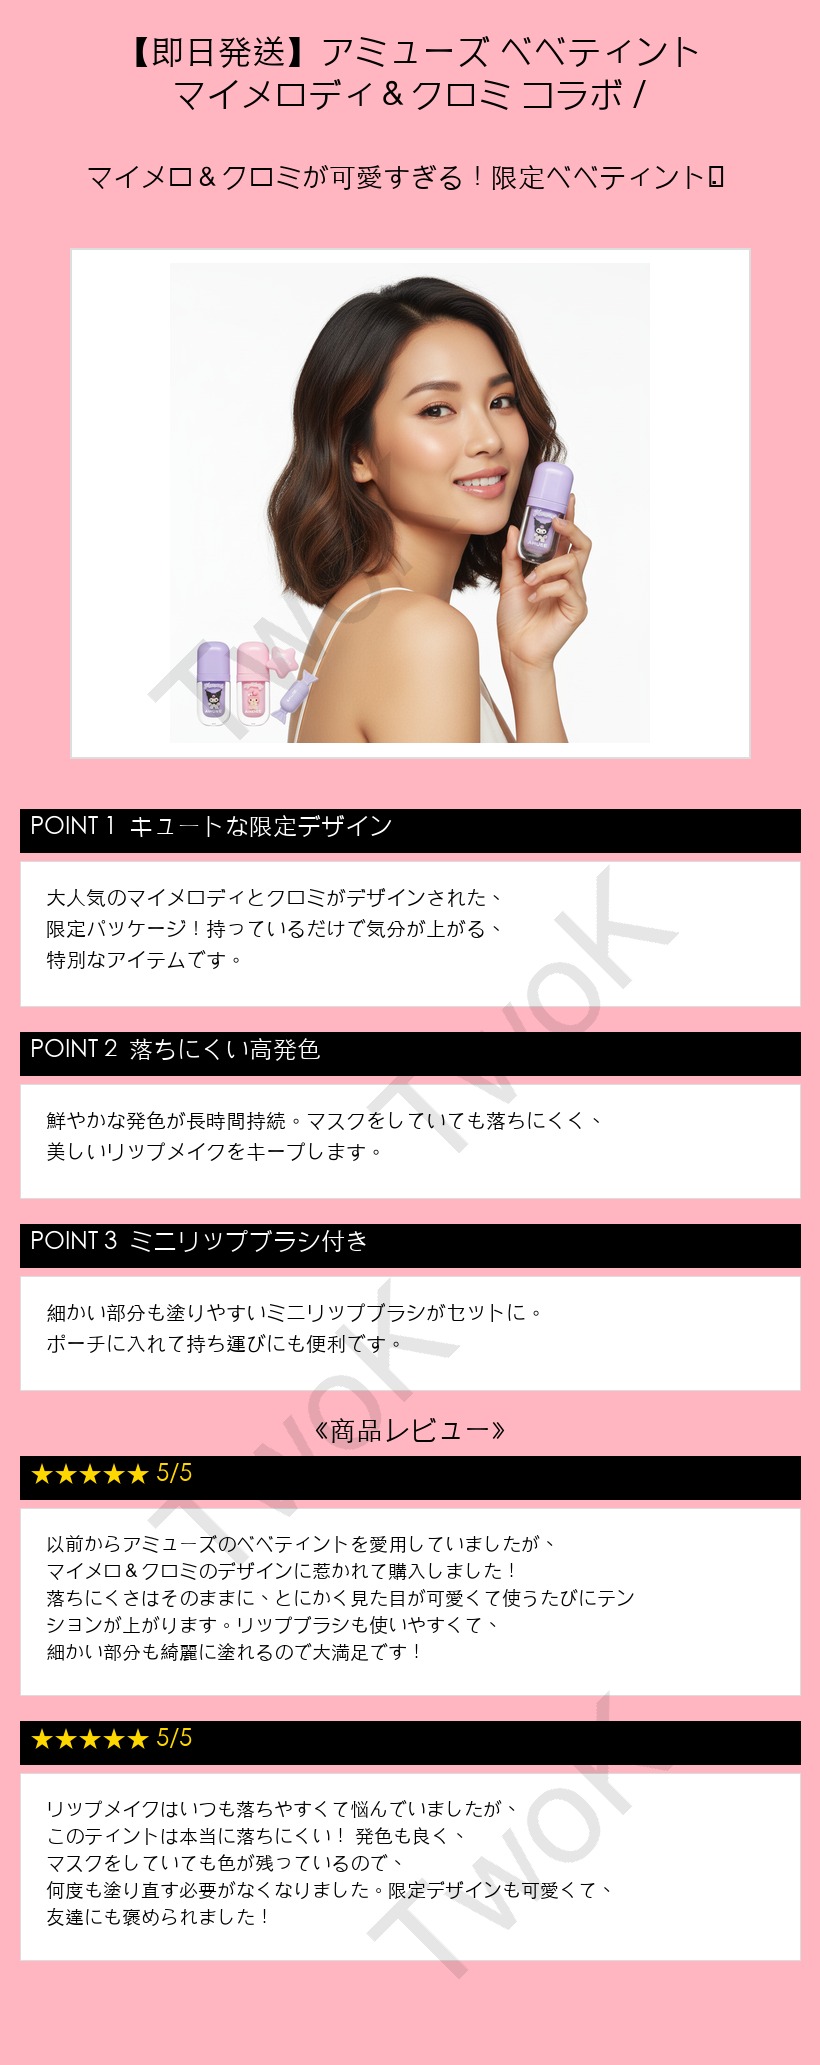 【即日発送】アミューズ ベベティント
マイメロディ＆クロミ コラボ /
マイメロ＆クロミが可愛すぎる！限定ベベティント
TwoK
POINT 1 キュートな限定デザイン
大人気のマイメロディとクロミがデザインされた、
限定パッケージ！持っているだけで気分が上がる、
特別なアイテムです。
TwoK
POINT 2 落ちにくい高発色
鮮やかな発色が長時間持続。マスクをしていても落ちにくく、
美しいリップメイクをキープします。
POINT 3 ミニリップブラシ付き
細かい部分も塗りやすいミニリップブラシがセットに。
ポーチに入れて持ち運びにも便利です。
TwoK
《商品レビュー》
★★★★★ 5/5
以前からアミューズのベベティントを愛用していましたが、
マイメロ＆クロミのデザインに惹かれて購入しました！
落ちにくさはそのままに、とにかく見た目が可愛くて使うたびにテン
ションが上がります。リップブラシも使いやすくて、
細かい部分も綺麗に塗れるので大満足です！
★★★★★ 5/5
リップメイクはいつも落ちやすくて悩んでいましたが、
このティントは本当に落ちにくい！ 発色も良く、
マスクをしていても色が残っているので、
何度も塗り直す必要がなくなりました。限定デザインも可愛くて、
友達にも褒められました！
TwoK